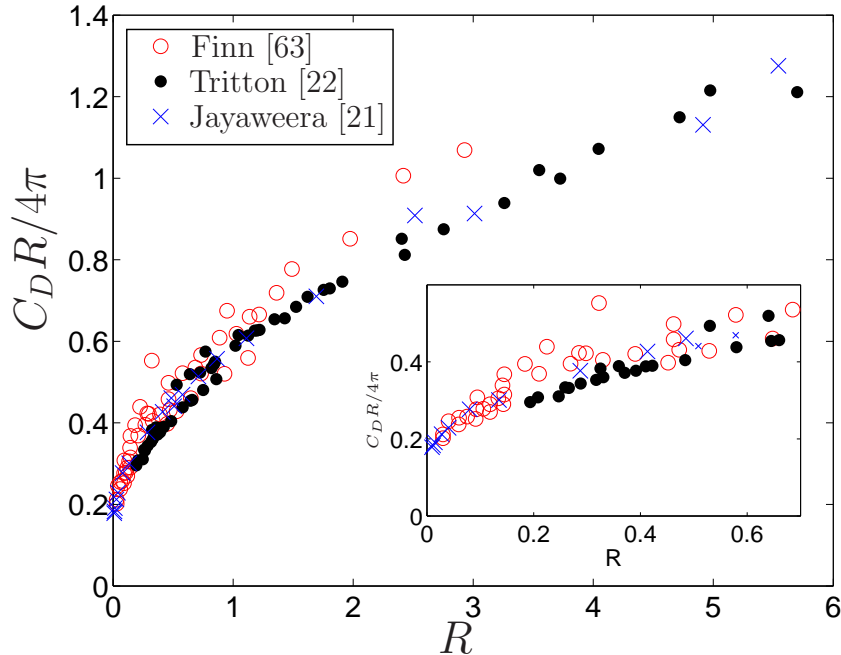 1.4
1.2
1
0.8
0.6
0.4
0.2
0
C_D R/4π
Finn [63]
Tritton [22]
Jayaweera [21]
0.4
0.2
0
C_D R/4π
0 0.2 0.4 0.6
R
0 1 2 3 4 5 6
R